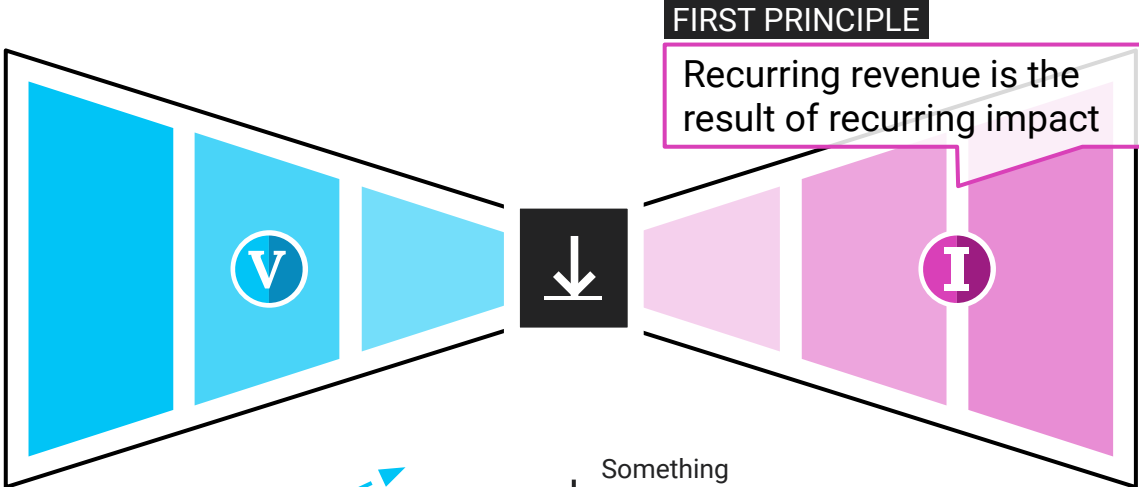 FIRST PRINCIPLE
Recurring revenue is the
result of recurring impact
V
I
Something